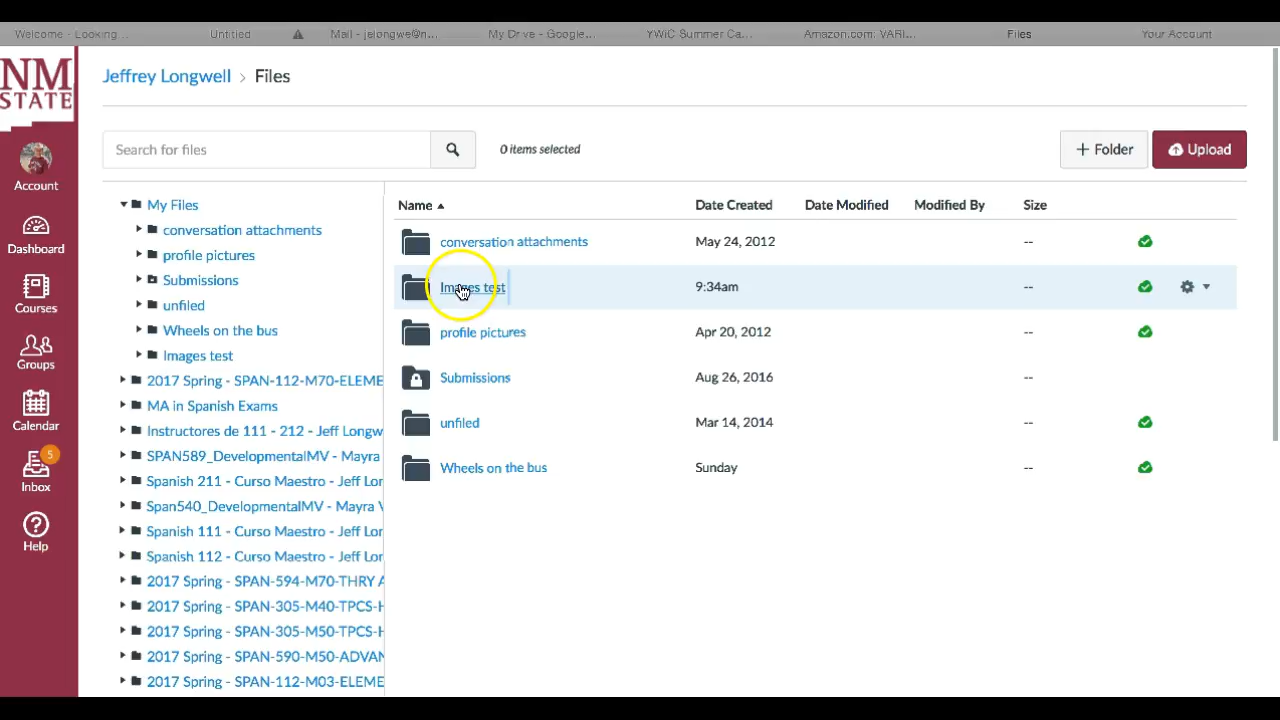 Welcome - Looking... Untitled Mail - jelongwe@n... My Drive - Google... YWiC Summer Ca... Amazon.com: VARI... Files Your Account
NM
STATE
Jeffrey Longwell > Files
Search for files 0 items selected + Folder Upload
Account
Dashboard
Courses
Groups
Calendar
5
Inbox
Help
My Files
conversation attachments
profile pictures
Submissions
unfiled
Wheels on the bus
Images test
2017 Spring - SPAN-112-M70-ELEME
MA in Spanish Exams
Instructores de 111 - 212 - Jeff Longw
SPAN589_DevelopmentalMV - Mayra
Spanish 211 - Curso Maestro - Jeff Lor
Span540_DevelopmentalMV - Mayra V
Spanish 111 - Curso Maestro - Jeff Lor
Spanish 112 - Curso Maestro - Jeff Lor
2017 Spring - SPAN-594-M70-THRY A
2017 Spring - SPAN-305-M40-TPCS-H
2017 Spring - SPAN-305-M50-TPCS-H
2017 Spring - SPAN-590-M50-ADVAN
2017 Spring - SPAN-112-M03-ELEME
Name Date Created Date Modified Modified By Size
conversation attachments May 24, 2012 --
Images test 9:34am --
profile pictures Apr 20, 2012 --
Submissions Aug 26, 2016 --
unfiled Mar 14, 2014 --
Wheels on the bus Sunday --